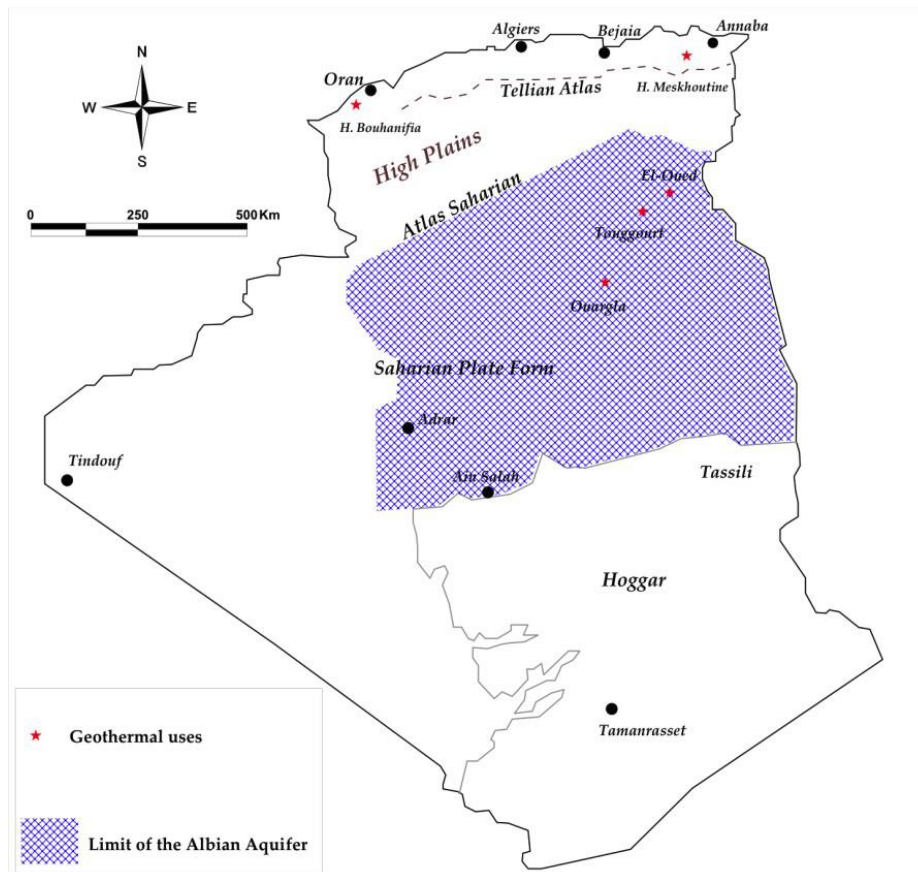 Annaba
Algiers
Bejaia
N
Oran
Tellian Atlas
H. Meskhoutine
W
E
H. Bouhanifia
S
High Plains
El-Oued
Atlas Saharian
0 250 500 Km
Touggourt
Ouargla
Saharian Plate Form
Adrar
Tindouf
Ain Salah
Tassili
Hoggar
Tamanrasset
Geothermal uses
Limit of the Albian Aquifer